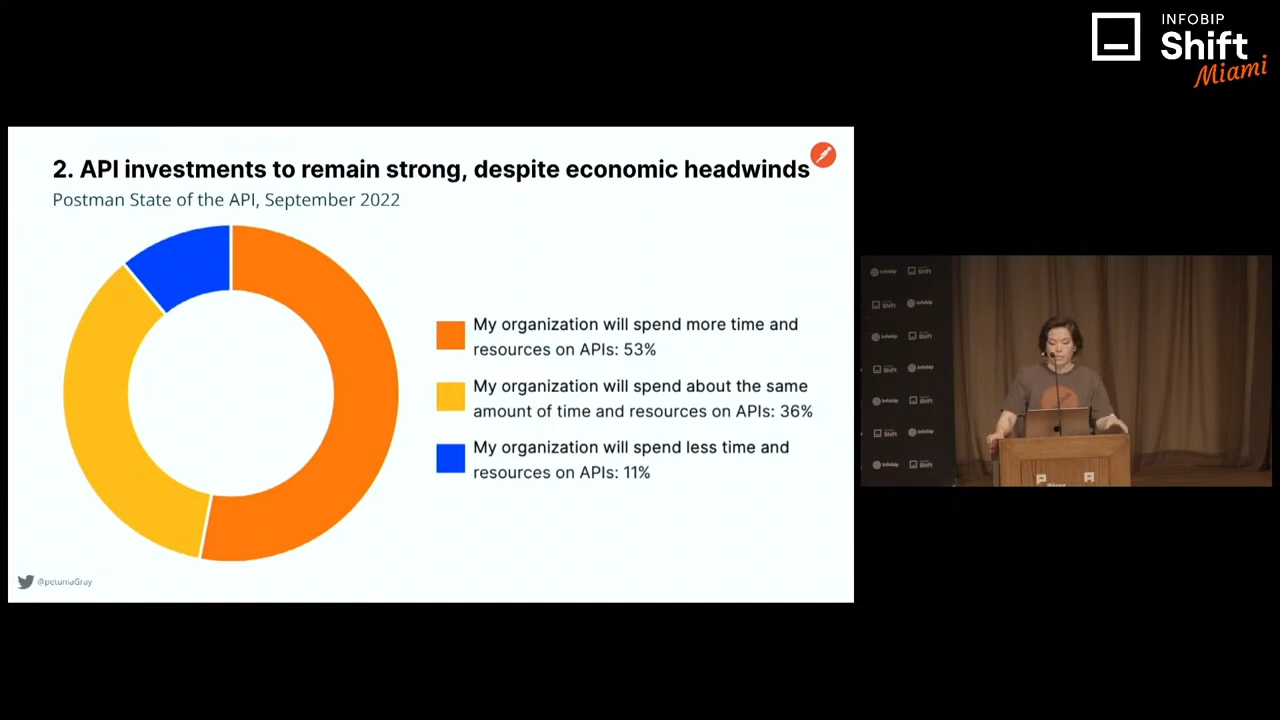 INFOBIP
Shift
Miami
2. API investments to remain strong, despite economic headwinds
Postman State of the API, September 2022
My organization will spend more time and
resources on APIs: 53%
My organization will spend about the same
amount of time and resources on APIs: 36%
My organization will spend less time and
resources on APIs: 11%
@petuniaGray
infobip Shift